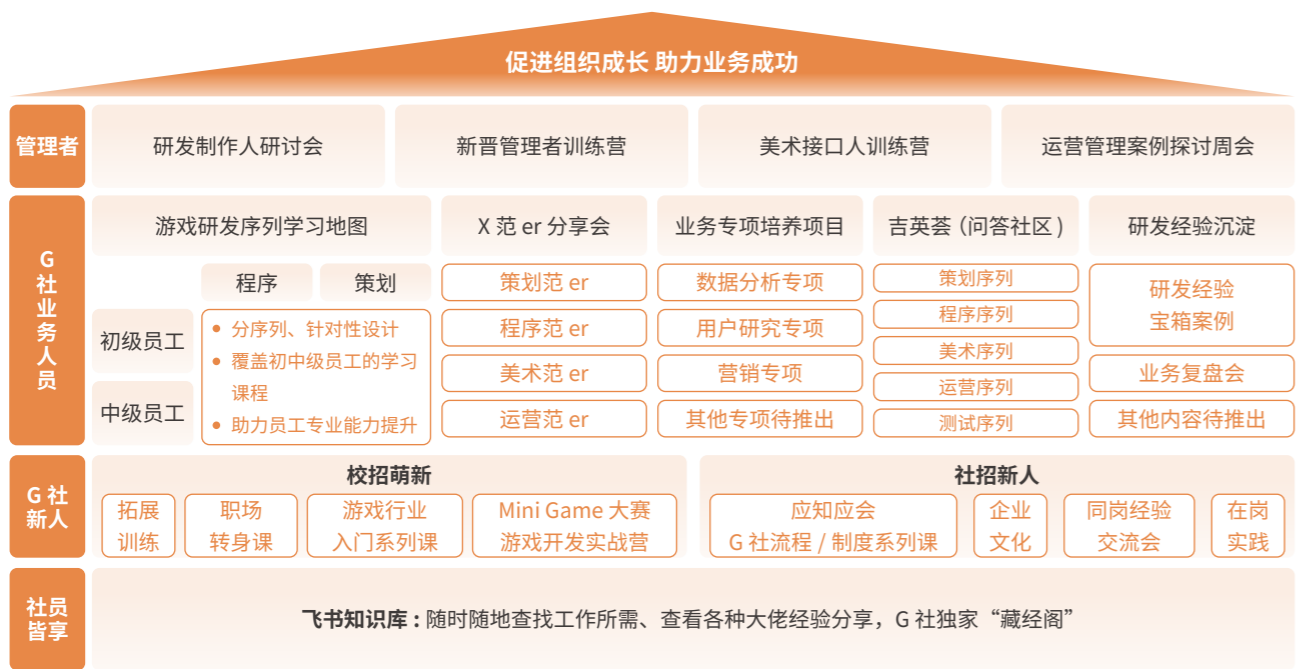 促进组织成长 助力业务成功
管理者
研发制作人研讨会
新晋管理者训练营
美术接口人训练营
运营管理案例探讨周会
G
社
业
务
人
员
游戏研发序列学习地图
程序
策划
初级员工
中级员工
• 分序列、针对性设计
• 覆盖初中级员工的学习
课程
• 助力员工专业能力提升
X 范 er 分享会
策划范 er
程序范 er
美术范 er
运营范 er
业务专项培养项目
数据分析专项
用户研究专项
营销专项
其他专项待推出
吉英荟（问答社区）
策划序列
程序序列
美术序列
运营序列
测试序列
研发经验沉淀
研发经验
宝箱案例
业务复盘会
其他内容待推出
G 社
新人
校招萌新
拓展
训练
职场
转身课
游戏行业
入门系列课
Mini Game 大赛
游戏开发实战营
社招新人
应知应会
G 社流程 / 制度系列课
企业
文化
同岗经验
交流会
在岗
实践
社员
皆享
飞书知识库：随时随地查找工作所需、查看各种大佬经验分享，G 社独家“藏经阁”